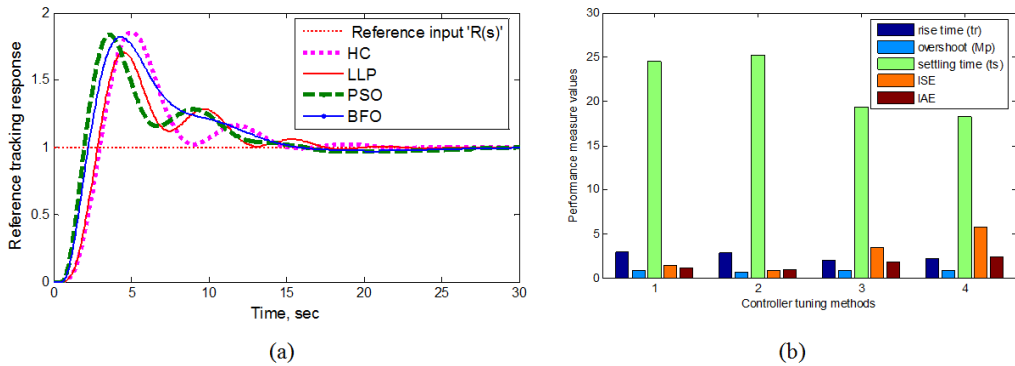 Reference tracking response
2
1.5
1
0.5
0
0
5
10
15
20
25
30
Time, sec
Reference input 'R(s)'
HC
LLP
PSO
BFO
(a)
Performance measure values
30
25
20
15
10
5
0
1
2
3
4
Controller tuning methods
rise time (tr)
overshoot (Mp)
settling time (ts)
ISE
IAE
(b)